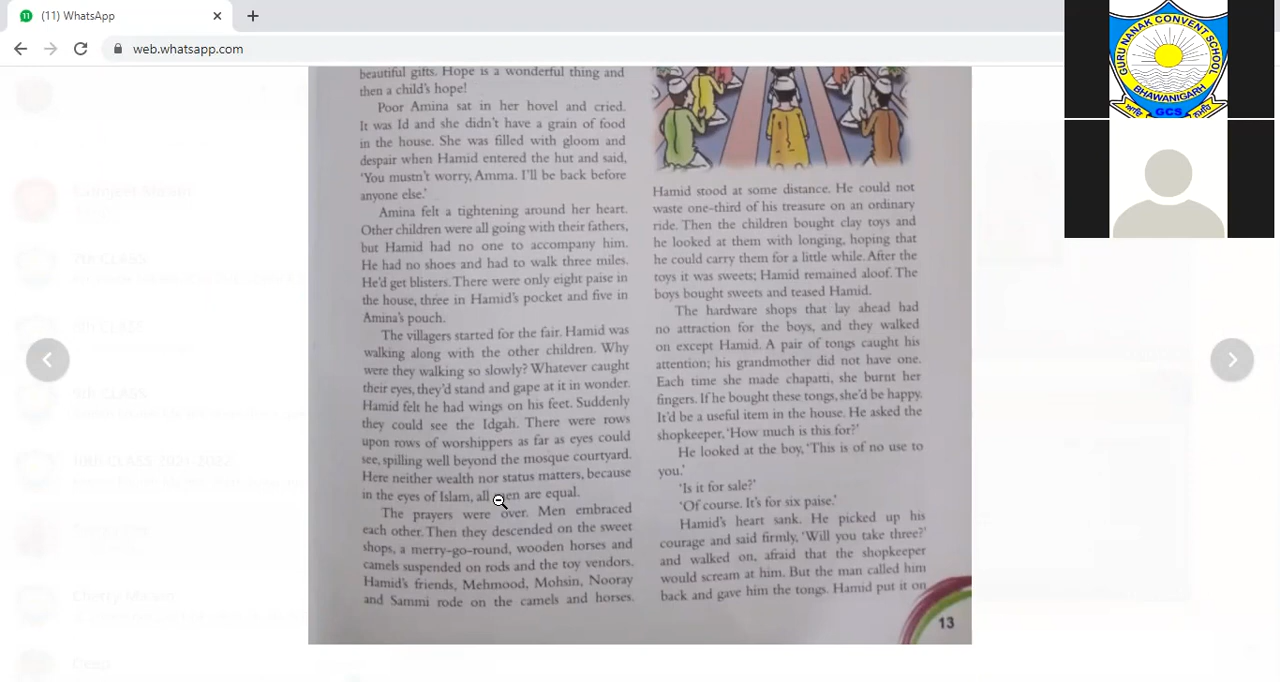 (11) WhatsApp
web.whatsapp.com
GURU NANAK CONVENT SCHOOL
BHAWANIGARH
GCS
beautiful gifts. Hope is a wonderful thing and
then a child's hope!
Poor Amina sat in her hovel and cried.
It was Id and she didn't have a grain of food
in the house. She was filled with gloom and
despair when Hamid entered the hut and said,
'You mustn't worry, Amma. I'll be back before
anyone else.'
Amina felt a tightening around her heart.
Other children were all going with their fathers,
but Hamid had no one to accompany him.
He had no shoes and had to walk three miles.
He'd get blisters. There were only eight paise in
the house, three in Hamid's pocket and five in
Amina's pouch.
The villagers started for the fair. Hamid was
walking along with the other children. Why
were they walking so slowly? Whatever caught
their eyes, they'd stand and gape at it in wonder.
Hamid felt he had wings on his feet. Suddenly
they could see the Idgah. There were rows
upon rows of worshippers as far as eyes could
see, spilling well beyond the mosque courtyard.
Here neither wealth nor status matters, because
in the eyes of Islam, all men are equal.
The prayers were over. Men embraced
each other. Then they descended on the sweet
shops, a merry-go-round, wooden horses and
camels suspended on rods and the toy vendors.
Hamid's friends, Mehmood, Mohsin, Nooray
and Sammi rode on the camels and horses.
Hamid stood at some distance. He could not
waste one-third of his treasure on an ordinary
ride. Then the children bought clay toys and
he looked at them with longing, hoping that
he could carry them for a little while. After the
toys it was sweets; Hamid remained aloof. The
boys bought sweets and teased Hamid.
The hardware shops that lay ahead had
no attraction for the boys, and they walked
on except Hamid. A pair of tongs caught his
attention; his grandmother did not have one.
Each time she made chapatti, she burnt her
fingers. If he bought these tongs, she'd be happy.
It'd be a useful item in the house. He asked the
shopkeeper, 'How much is this for?'
He looked at the boy, 'This is of no use to
you.'
'Is it for sale?'
'Of course. It's for six paise.'
Hamid's heart sank. He picked up his
courage and said firmly, 'Will you take three?'
and walked on, afraid that the shopkeeper
would scream at him. But the man called him
back and gave him the tongs. Hamid put it on
13
7th CLASS
10th CLASS 2021-2022